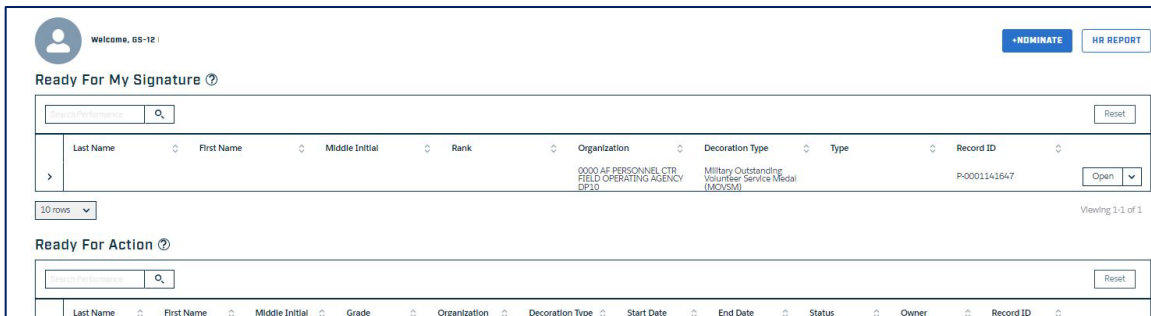 Welcome, GS-12
+NOMINATE
HR REPORT
Ready For My Signature ?
Search Performance
Reset
Last Name First Name Middle Initial Rank Organization Decoration Type Type Record ID
0000 AF PERSONNEL CTR
FIELD OPERATING AGENCY
DP10
Military Outstanding
Volunteer Service Medal
(MOVSM)
P-0001141647
Open
10 rows
Viewing 1-1 of 1
Ready For Action ?
Search Performance
Reset
Last Name First Name Middle Initial Grade Organization Decoration Type Start Date End Date Status Owner Record ID